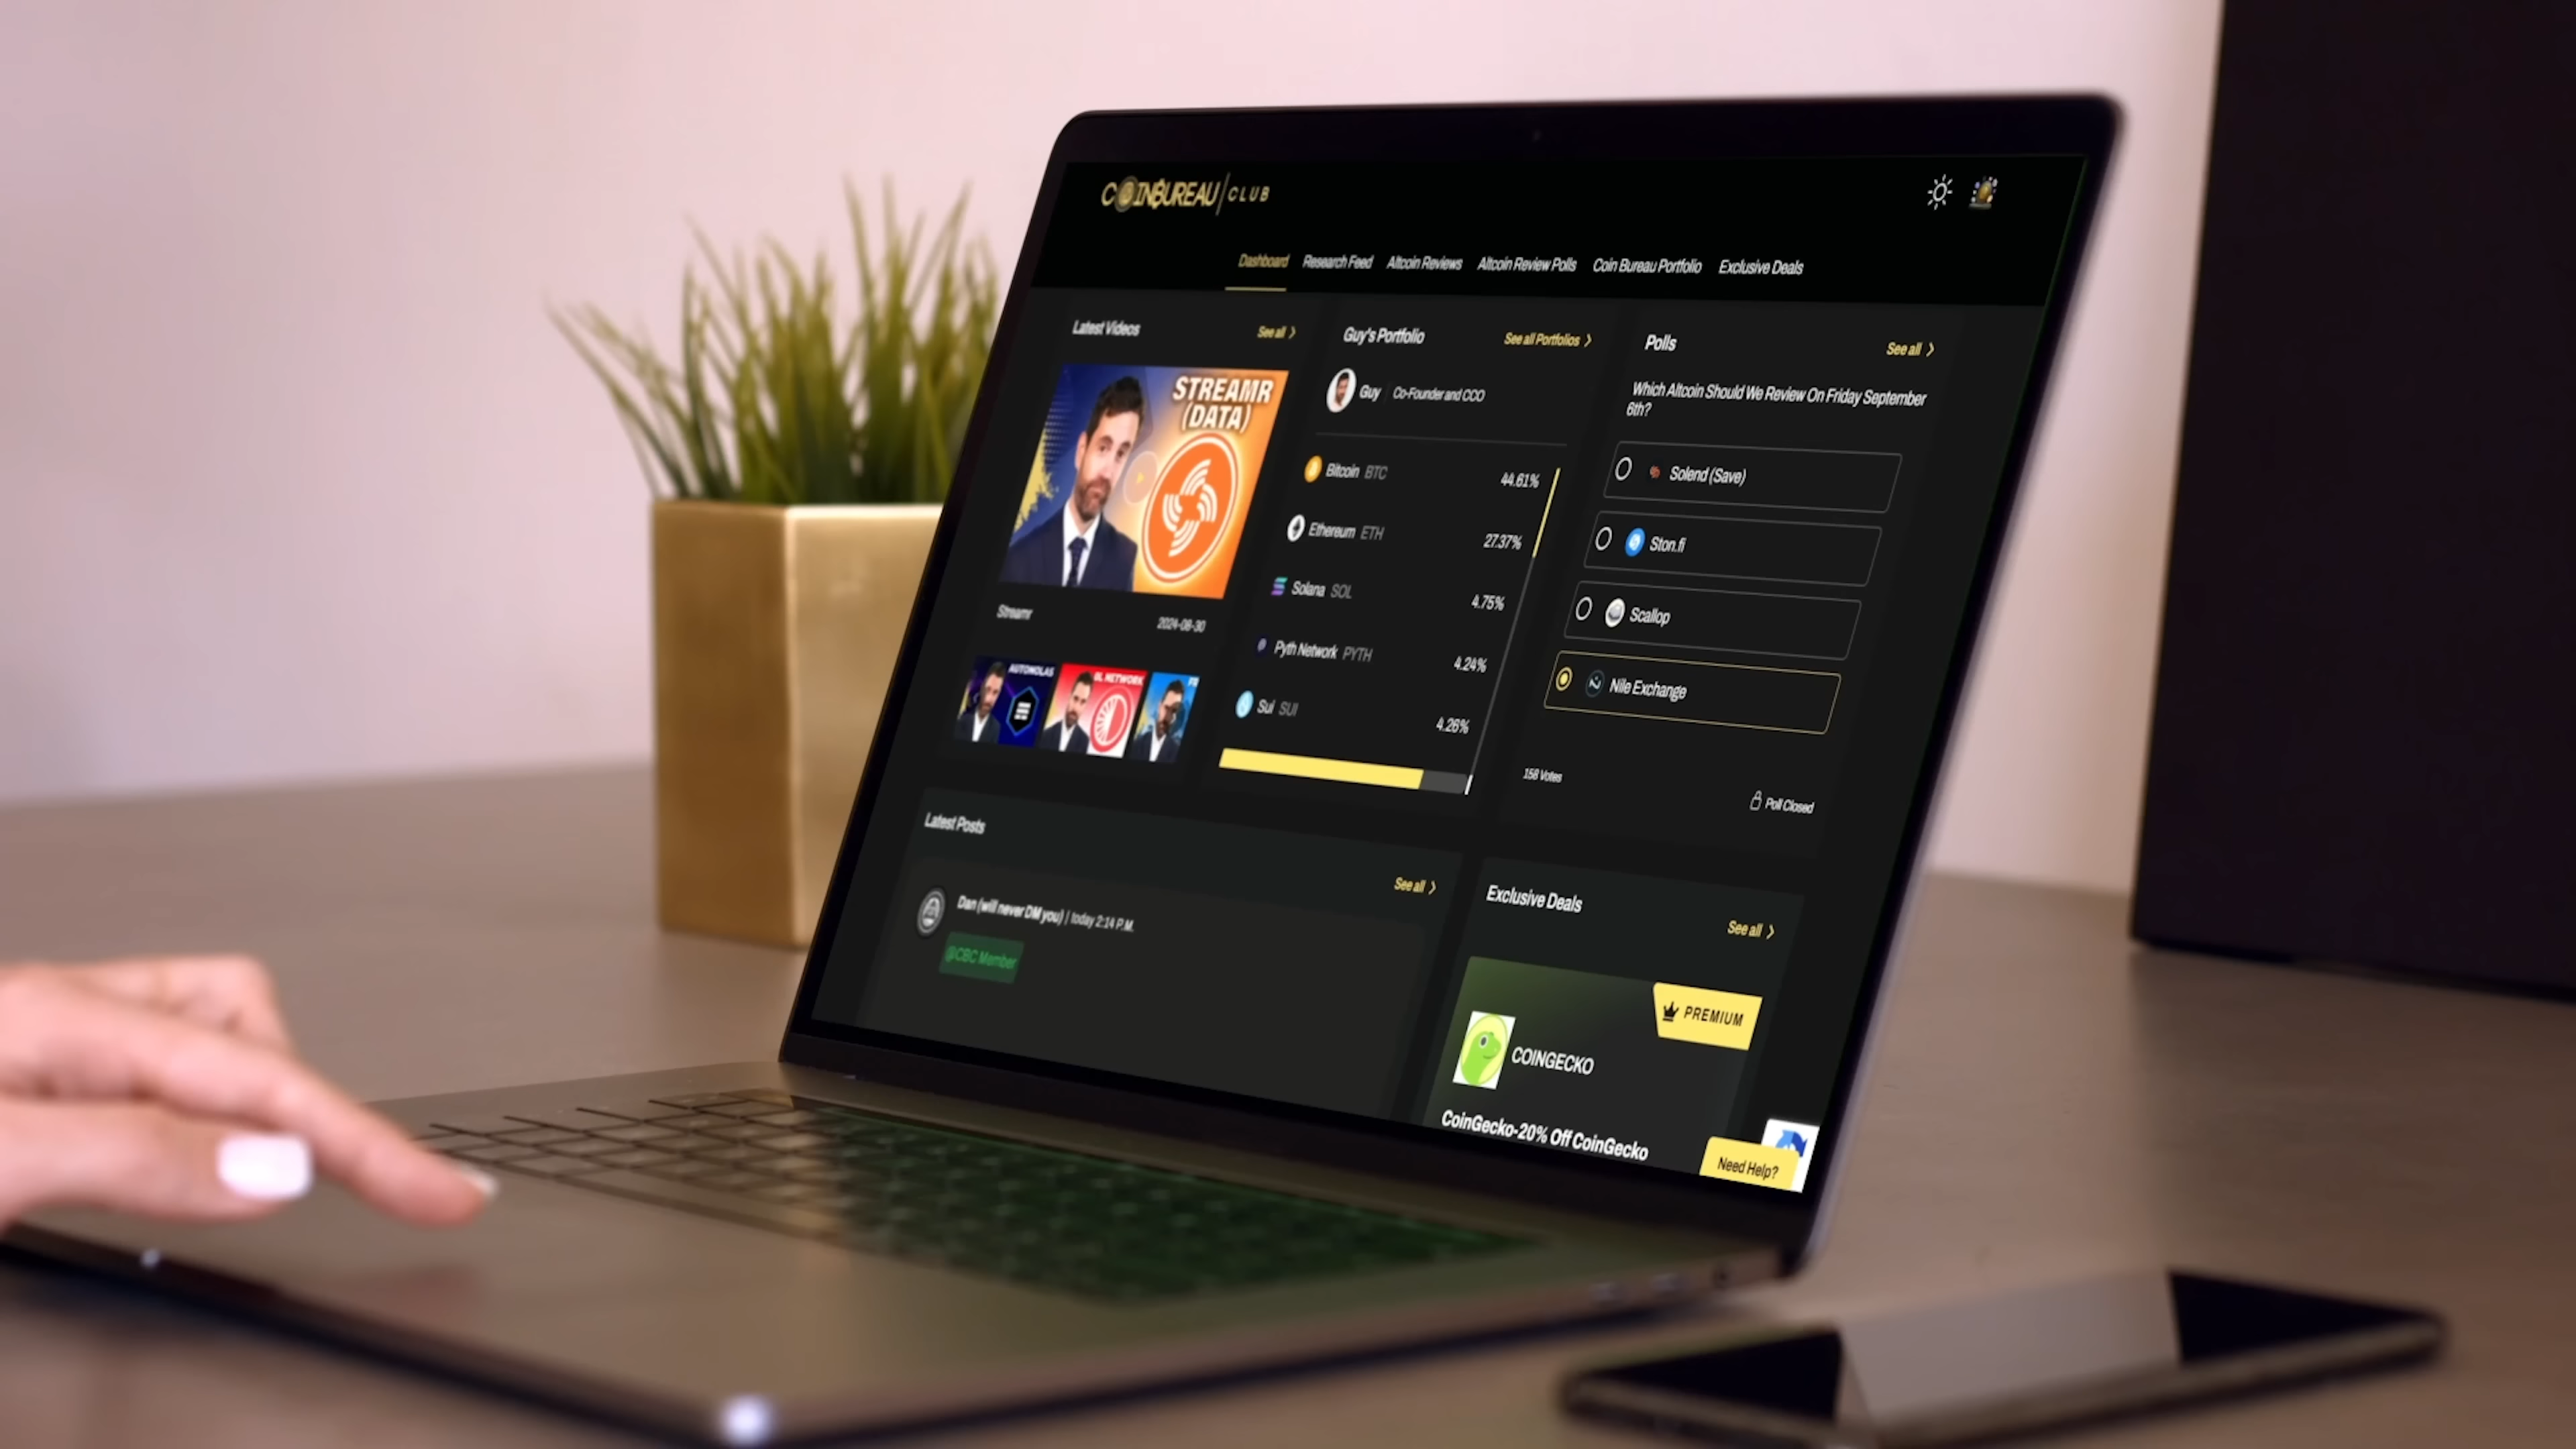 COINBUREAU | CLUB
Dashboard Research Feed Altcoin Reviews Altcoin Review Polls Coin Bureau Portfolio Exclusive Deals
Latest Videos See all >
STREAMR
(DATA)
Streamr 2024-08-30
AUTONOLAS
NETWORK
Guy's Portfolio See all Portfolios >
Guy | Co-Founder and CCO
Bitcoin BTC 44.61%
Ethereum ETH 27.37%
Solana SOL 4.75%
Pyth Network PYTH 4.24%
Sui SUI 4.26%
Polls See all >
Which Altcoin Should We Review On Friday September
6th?
Solend (Save)
Ston.fi
Scallop
Nile Exchange
158 Votes
Poll Closed
Latest Posts
See all >
Dan (will never DM you) | today 2:14 P.M.
@CBC Member
Exclusive Deals
See all >
PREMIUM
COINGECKO
CoinGecko-20% Off CoinGecko
Need Help?